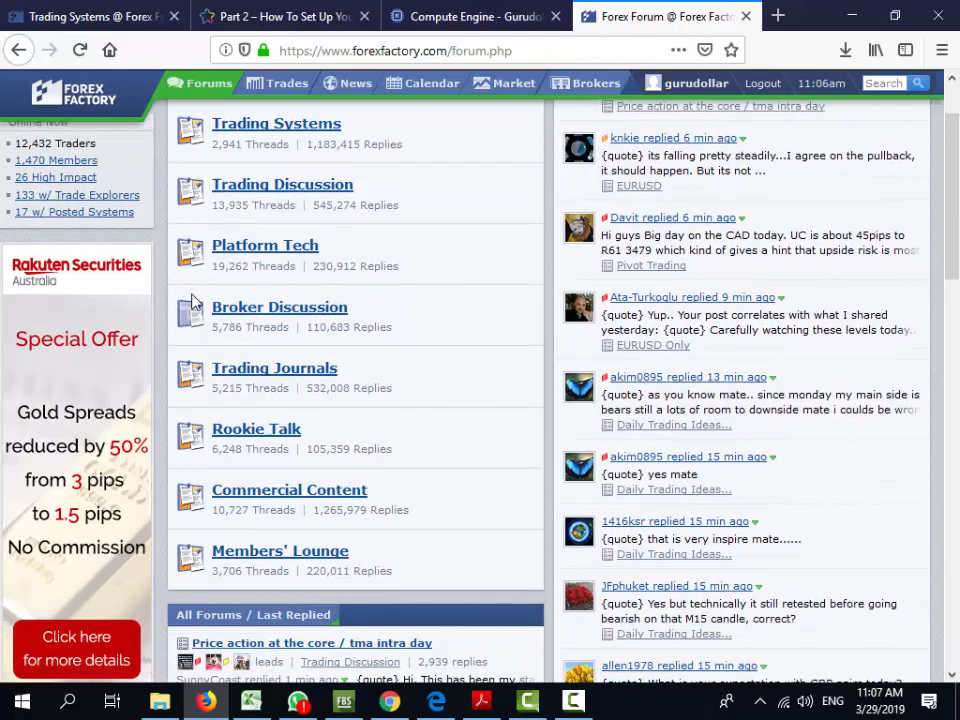 Trading Systems @ Forex F
Part 2 – How To Set Up You
Compute Engine - Gurudol
Forex Forum @ Forex Facto
https://www.forexfactory.com/forum.php
FOREX FACTORY
Forums
Trades
News
Calendar
Market
Brokers
gurudollar
Logout
11:06am
Search
Online Now
12,432 Traders
1,470 Members
26 High Impact
133 w/ Trade Explorers
17 w/ Posted Systems
Rakuten Securities
Australia
Special Offer
Gold Spreads
reduced by 50%
from 3 pips
to 1.5 pips
No Commission
Click here
for more details
Trading Systems
2,941 Threads | 1,183,415 Replies
Trading Discussion
13,935 Threads | 545,274 Replies
Platform Tech
19,262 Threads | 230,912 Replies
Broker Discussion
5,786 Threads | 110,683 Replies
Trading Journals
5,215 Threads | 532,008 Replies
Rookie Talk
6,248 Threads | 105,359 Replies
Commercial Content
10,727 Threads | 1,265,979 Replies
Members' Lounge
3,706 Threads | 220,011 Replies
All Forums / Last Replied
Price action at the core / tma intra day
leads | Trading Discussion | 2,939 replies
SunnyCoast replied 1 min ago {quote} Hi. This has been my
Price action at the core / tma intra day
knkie replied 6 min ago
{quote} its falling pretty steadily...I agree on the pullback,
it should happen. But its not ...
EURUSD
Davit replied 6 min ago
Hi guys Big day on the CAD today. UC is about 45pips to
R61 3479 which kind of gives a hint that upside risk is mos
Pivot Trading
Ata-Turkoglu replied 9 min ago
{quote} Yup.. Your post correlates with what I shared
yesterday: {quote} Carefully watching these levels today..
EURUSD Only
akim0895 replied 13 min ago
{quote} as you know mate.. since monday my main side is
bears still a lots of room to downside mate i coulds be wron
Daily Trading Ideas...
akim0895 replied 15 min ago
{quote} yes mate
Daily Trading Ideas...
1416ksr replied 15 min ago
{quote} that is very inspire mate......
Daily Trading Ideas...
JFphuket replied 15 min ago
{quote} Yes but technically it still retested before going
bearish on that M15 candle, correct?
Daily Trading Ideas...
allen1978 replied 15 min ago
FBS
ENG
11:07 AM
3/29/2019